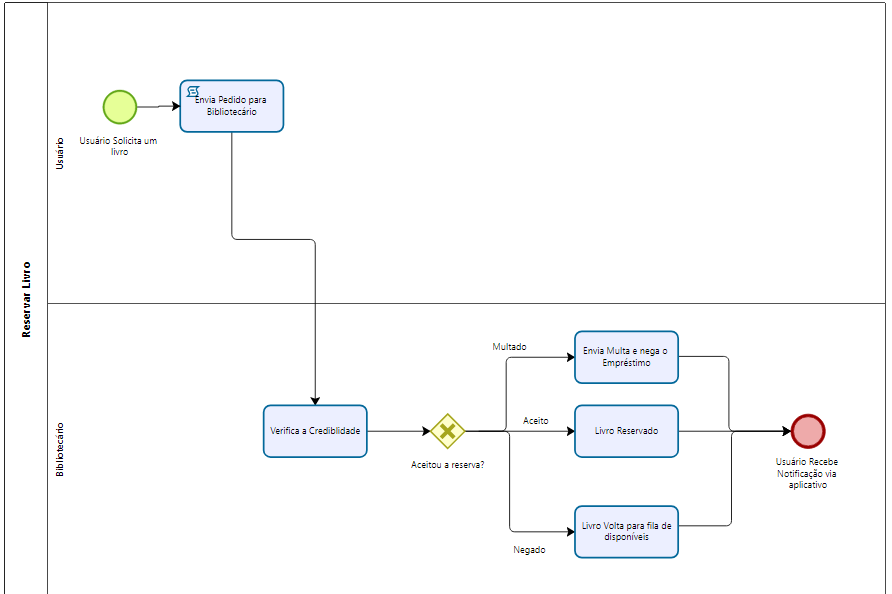 Reservar Livro
Usuário
Usuário Solicita um
livro
Envia Pedido para
Bibliotecário
Bibliotecário
Verifica a Crediblidade
Aceitou a reserva?
Multado
Envia Multa e nega o
Empréstimo
Aceito
Livro Reservado
Negado
Livro Volta para fila de
disponíveis
Usuário Recebe
Notificação via
aplicativo